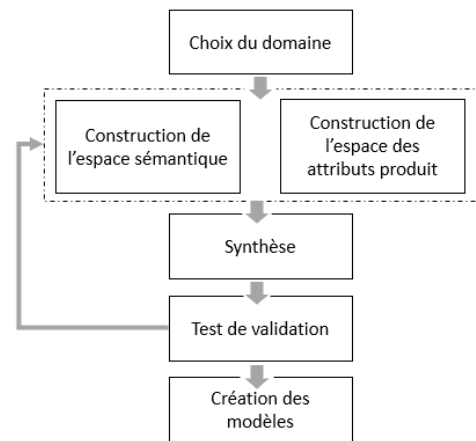 Choix du domaine
Construction de
l'espace sémantique
Construction de
l'espace des
attributs produit
Synthèse
Test de validation
Création des
modèles